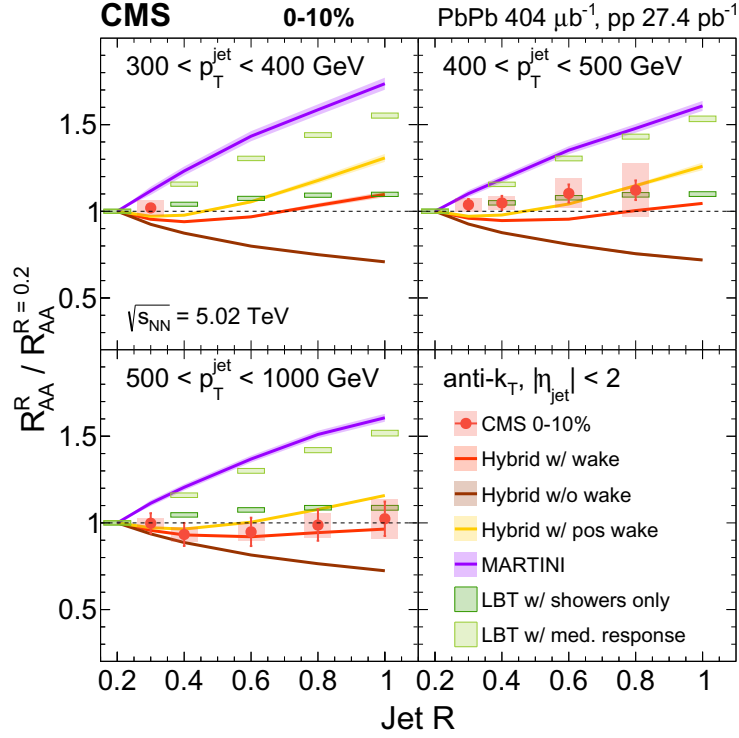 CMS 0-10% PbPb 404 μb⁻¹, pp 27.4 pb⁻¹
300 < p_T^jet < 400 GeV
400 < p_T^jet < 500 GeV
1.5
1
0.5
√s_NN = 5.02 TeV
R_AA^R / R_AA^R = 0.2
500 < p_T^jet < 1000 GeV
anti-k_T, |η_jet| < 2
CMS 0-10%
Hybrid w/ wake
Hybrid w/o wake
Hybrid w/ pos wake
MARTINI
LBT w/ showers only
LBT w/ med. response
1.5
1
0.5
0.2 0.4 0.6 0.8 1 0.2 0.4 0.6 0.8 1
Jet R